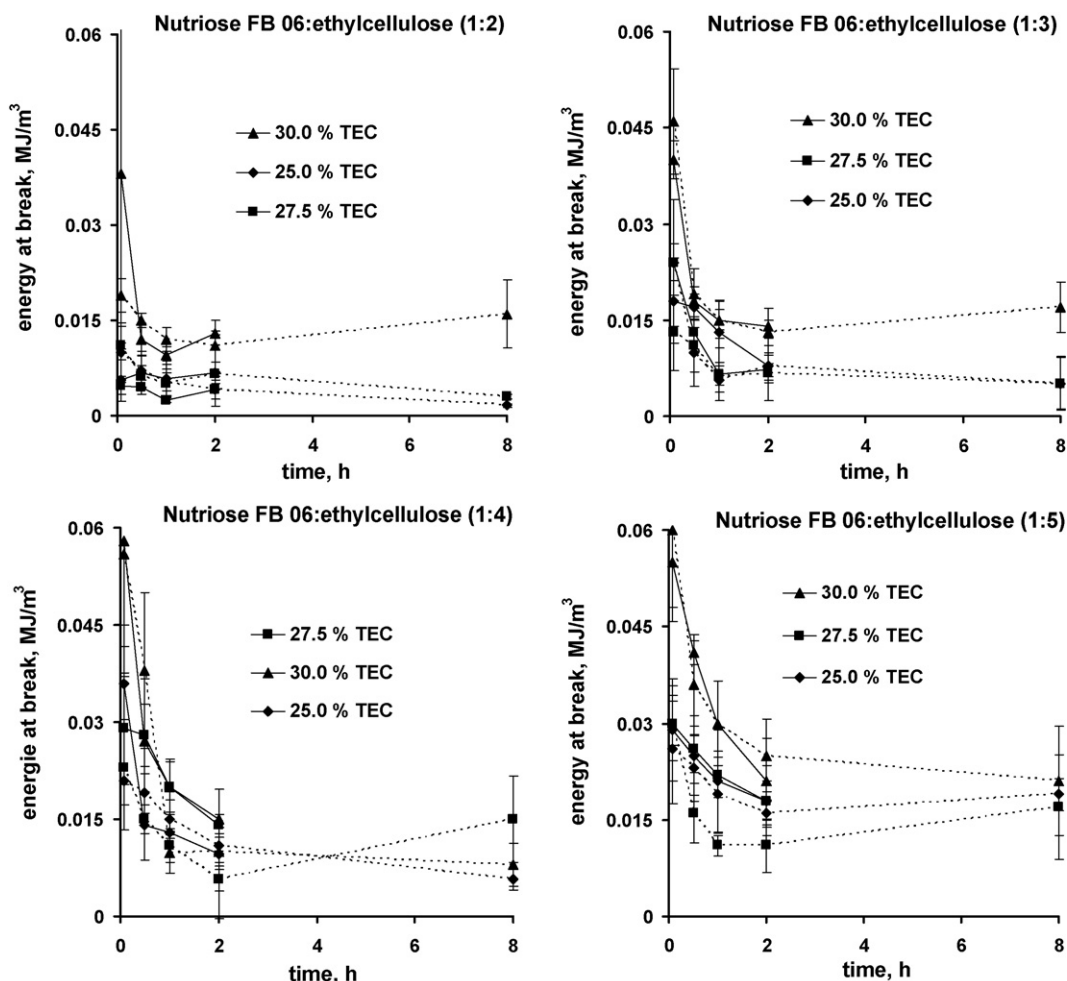 Nutriose FB 06:ethylcellulose (1:2)
energy at break, MJ/m³
0.06
0.045
0.03
0.015
0
30.0 % TEC
25.0 % TEC
27.5 % TEC
0 2 4 6 8
time, h
Nutriose FB 06:ethylcellulose (1:3)
energy at break, MJ/m³
0.06
0.045
0.03
0.015
0
30.0 % TEC
27.5 % TEC
25.0 % TEC
0 2 4 6 8
time, h
Nutriose FB 06:ethylcellulose (1:4)
energie at break, MJ/m³
0.06
0.045
0.03
0.015
0
27.5 % TEC
30.0 % TEC
25.0 % TEC
0 2 4 6 8
time, h
Nutriose FB 06:ethylcellulose (1:5)
energy at break, MJ/m³
0.06
0.045
0.03
0.015
0
30.0 % TEC
27.5 % TEC
25.0 % TEC
0 2 4 6 8
time, h